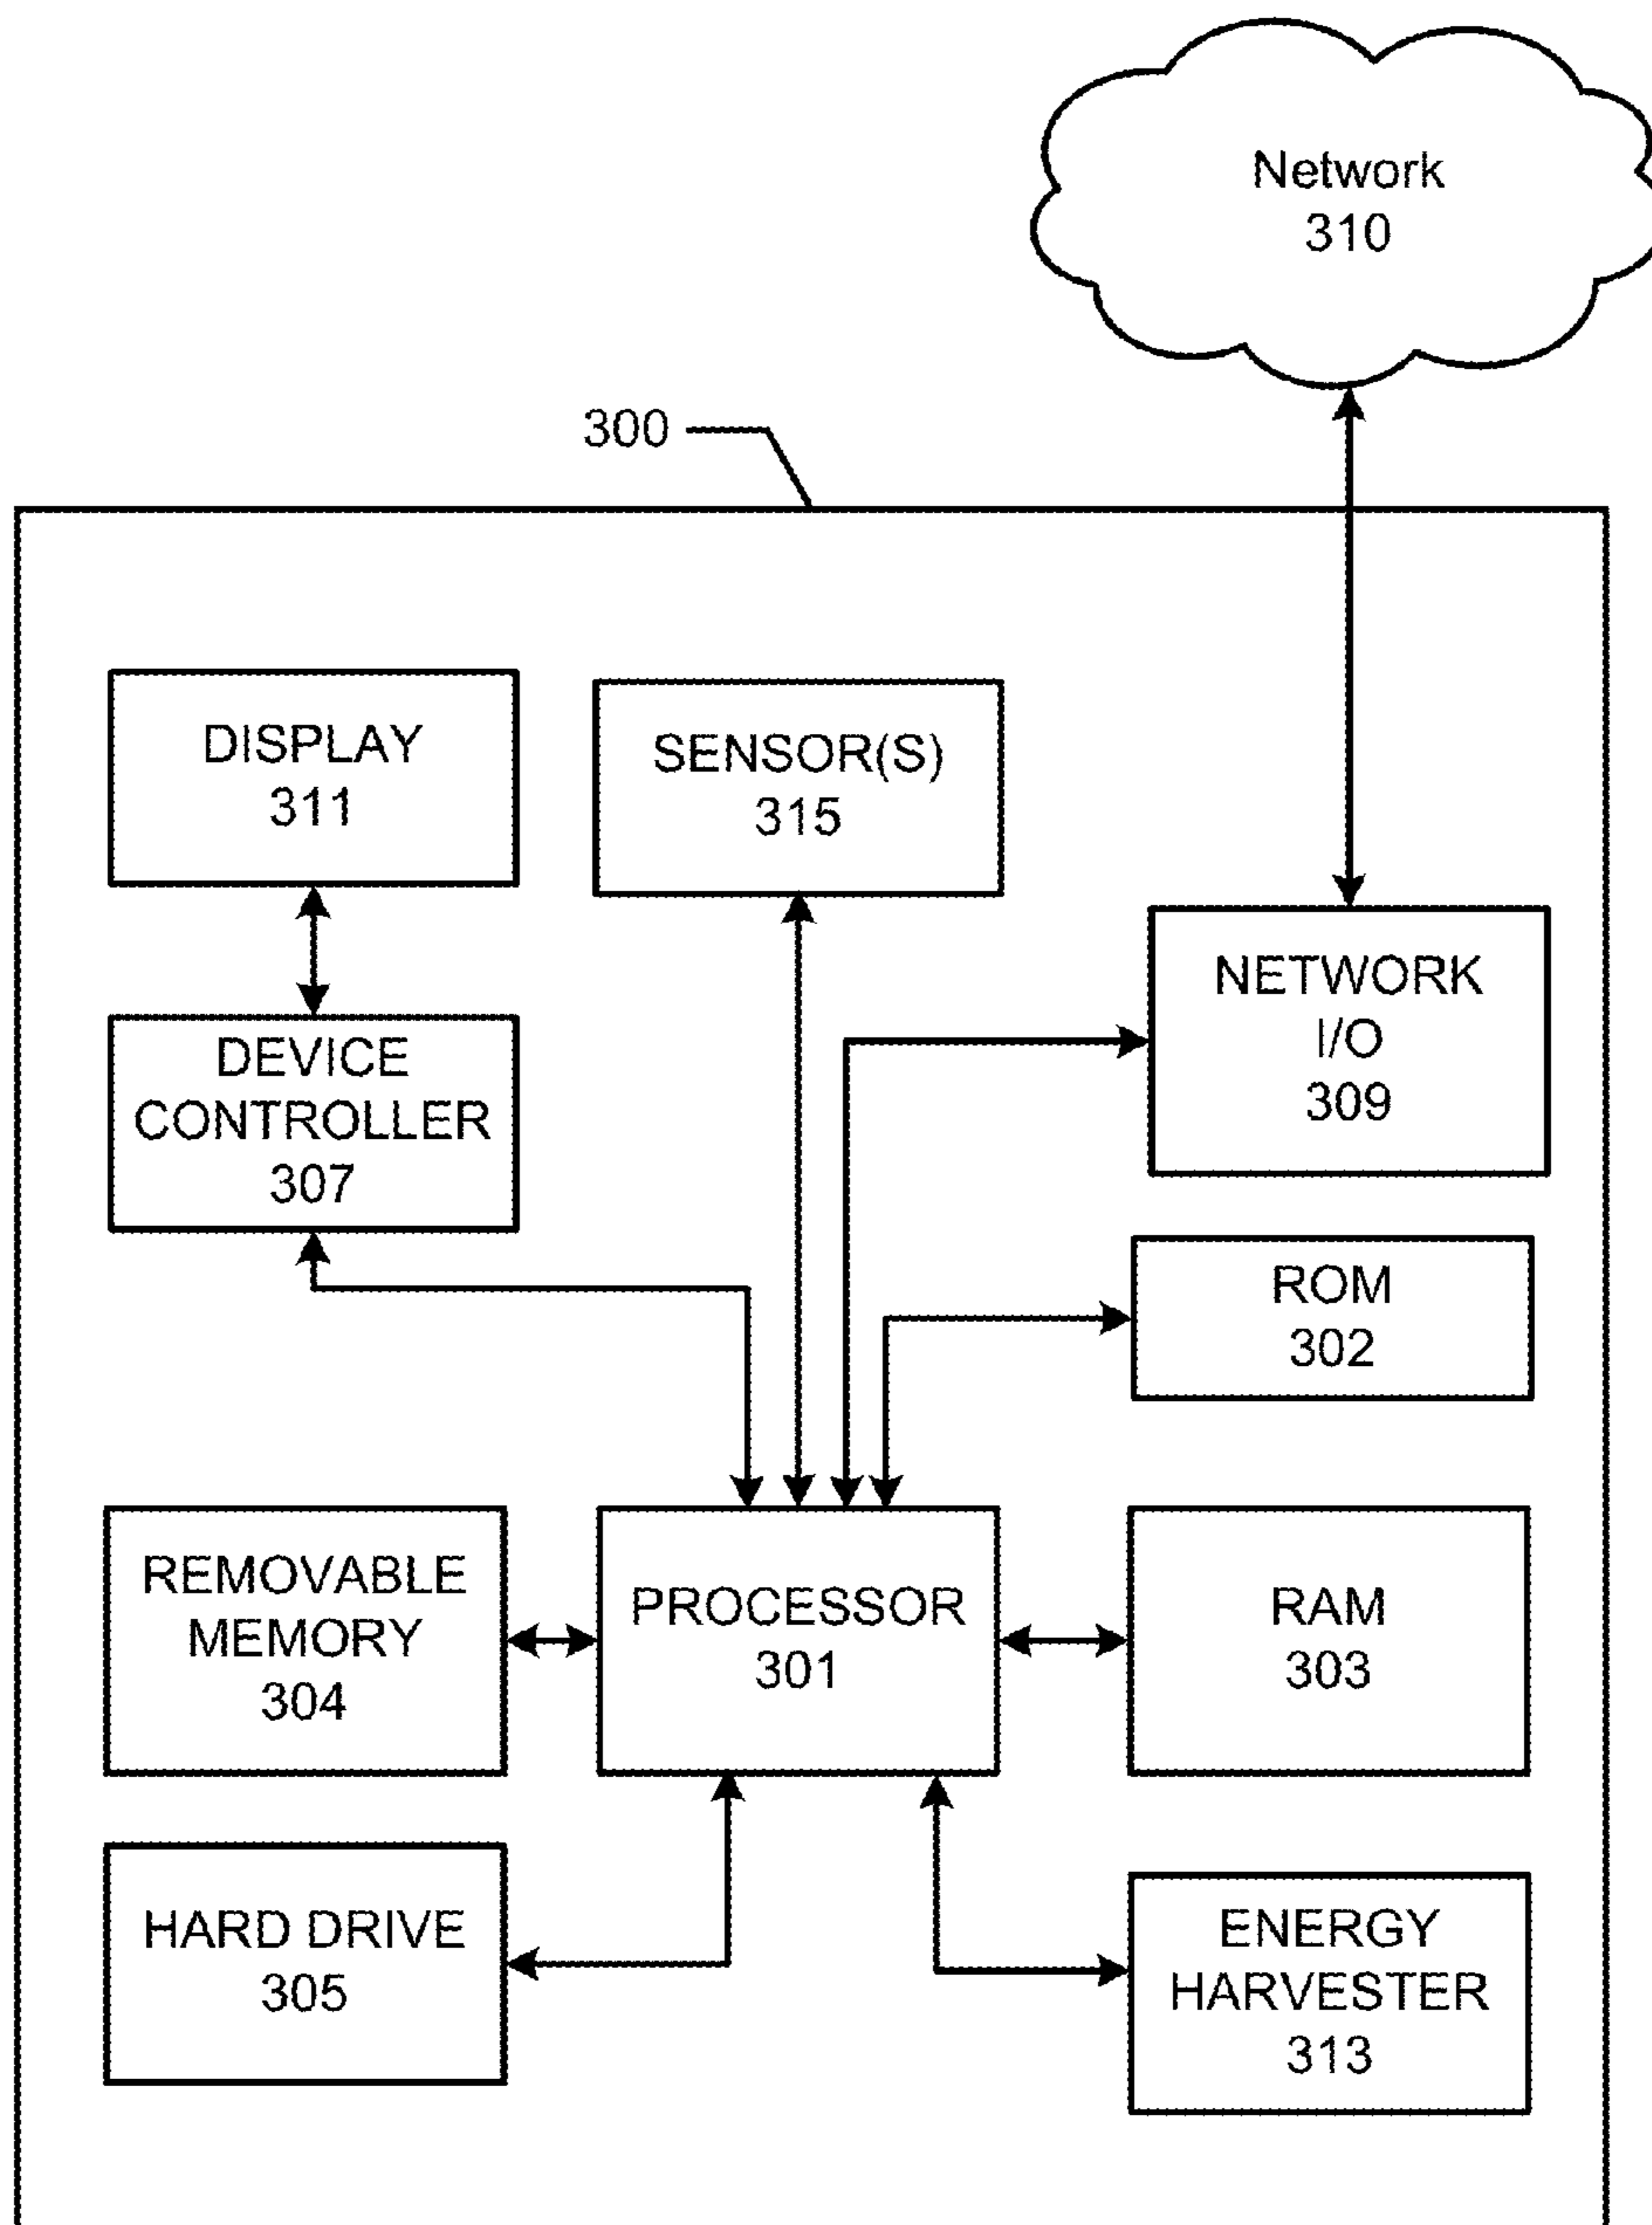 Network
310
300
DISPLAY
311
SENSOR(S)
315
DEVICE
CONTROLLER
307
NETWORK
I/O
309
ROM
302
REMOVABLE
MEMORY
304
PROCESSOR
301
RAM
303
HARD DRIVE
305
ENERGY
HARVESTER
313